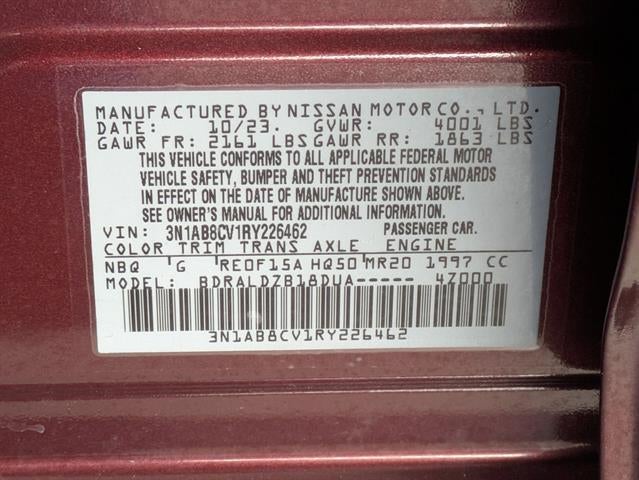 MANUFACTURED BY NISSAN MOTOR CO., LTD.
DATE: 10/23. GVWR: 4001 LBS
GAWR FR: 2161 LBS GAWR RR: 1863 LBS
THIS VEHICLE CONFORMS TO ALL APPLICABLE FEDERAL MOTOR
VEHICLE SAFETY, BUMPER AND THEFT PREVENTION STANDARDS
IN EFFECT ON THE DATE OF MANUFACTURE SHOWN ABOVE.
SEE OWNER'S MANUAL FOR ADDITIONAL INFORMATION.
VIN: 3N1AB8CV1RY226462 PASSENGER CAR.
COLOR TRIM TRANS AXLE ENGINE
NBQ G RE0F15A HQ50 MR20 1997 CC
MODEL: BDRALDZB18DUA----- 4Z000
3N1AB8CV1RY226462